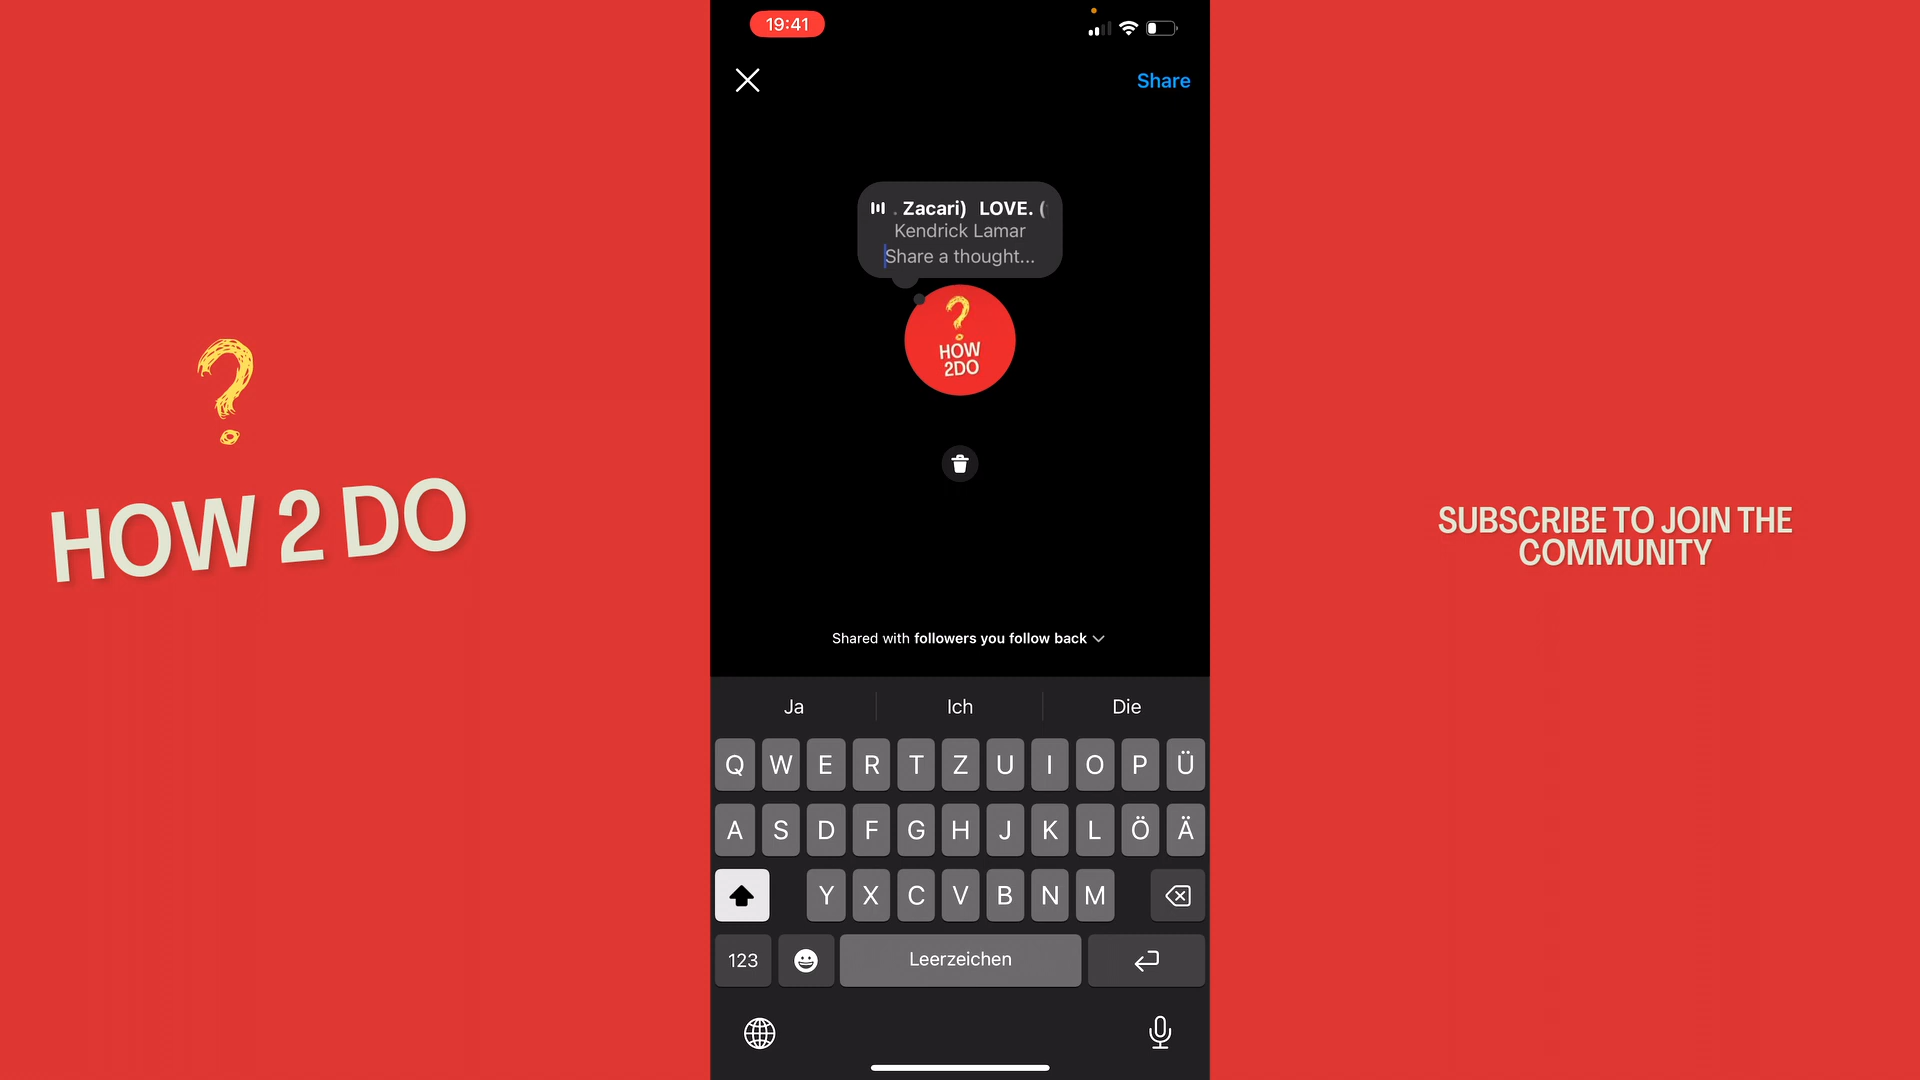 19:41
Share
. Zacari) LOVE. (
Kendrick Lamar
Share a thought...
?
HOW
2DO
?
HOW 2 DO
SUBSCRIBE TO JOIN THE
COMMUNITY
Shared with followers you follow back
Ja Ich Die
Q W E R T Z U I O P Ü
A S D F G H J K L Ö Ä
Y X C V B N M
123 Leerzeichen